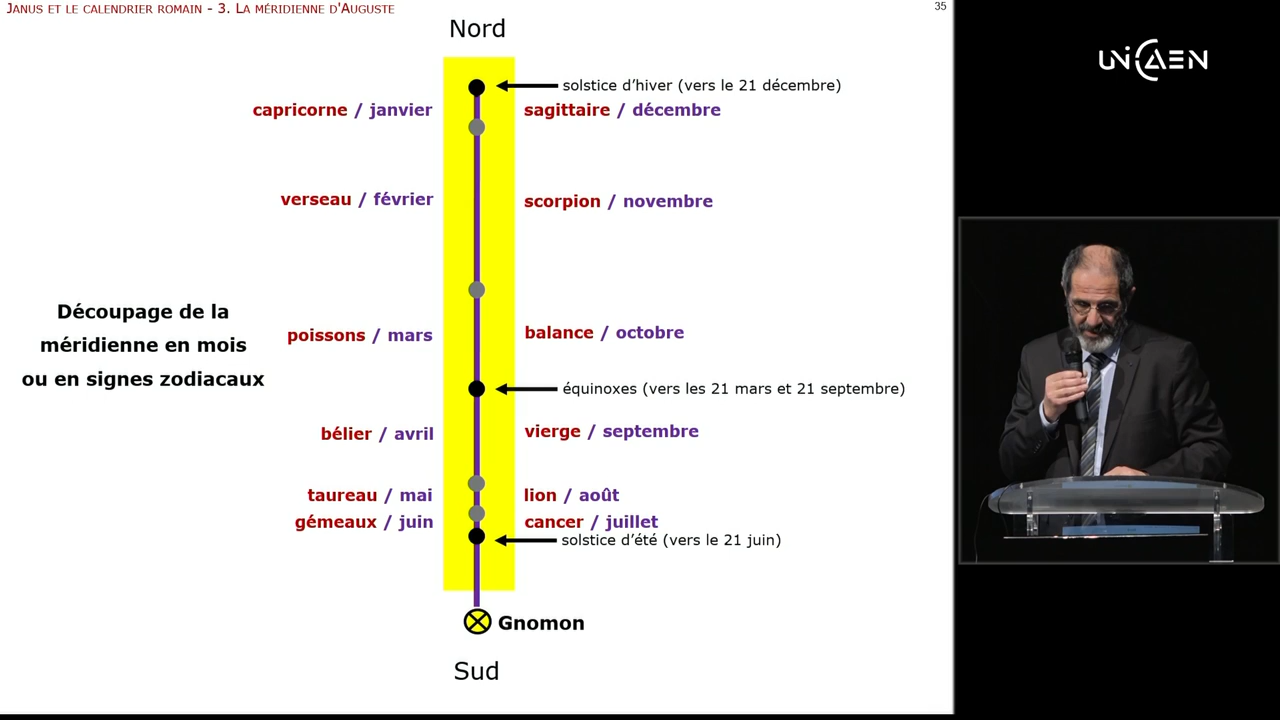 Janus et le calendrier romain - 3. La méridienne d'Auguste
35
Nord
UNICAEN
solstice d’hiver (vers le 21 décembre)
capricorne / janvier
sagittaire / décembre
verseau / février
scorpion / novembre
Découpage de la
méridienne en mois
ou en signes zodiacaux
poissons / mars
balance / octobre
équinoxes (vers les 21 mars et 21 septembre)
bélier / avril
vierge / septembre
taureau / mai
lion / août
gémeaux / juin
cancer / juillet
solstice d’été (vers le 21 juin)
Gnomon
Sud